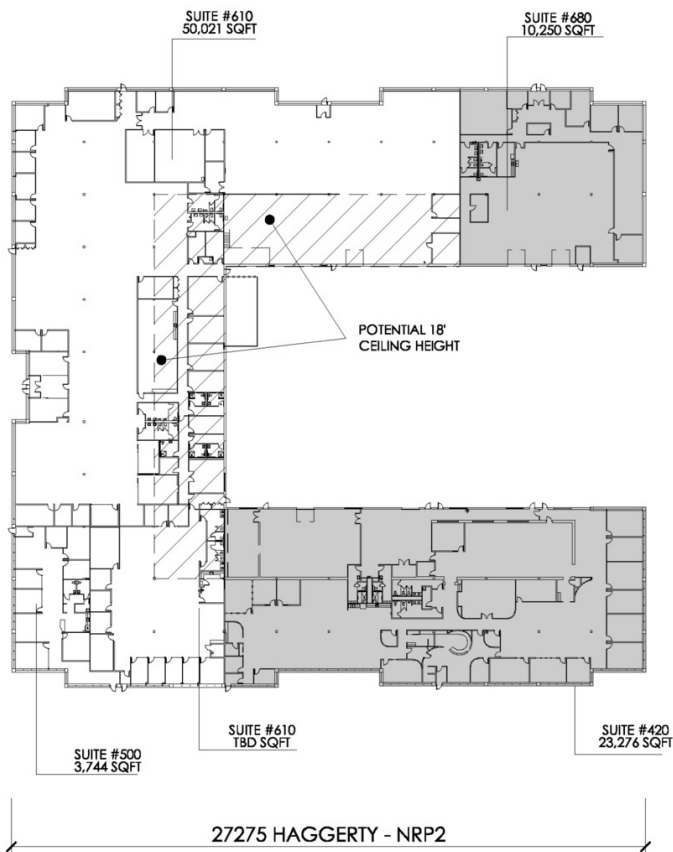 SUITE #610
50,021 SQFT
SUITE #680
10,250 SQFT
POTENTIAL 18'
CEILING HEIGHT
SUITE #500
3,744 SQFT
SUITE #610
TBD SQFT
SUITE #420
23,276 SQFT
27275 HAGGERTY - NRP2